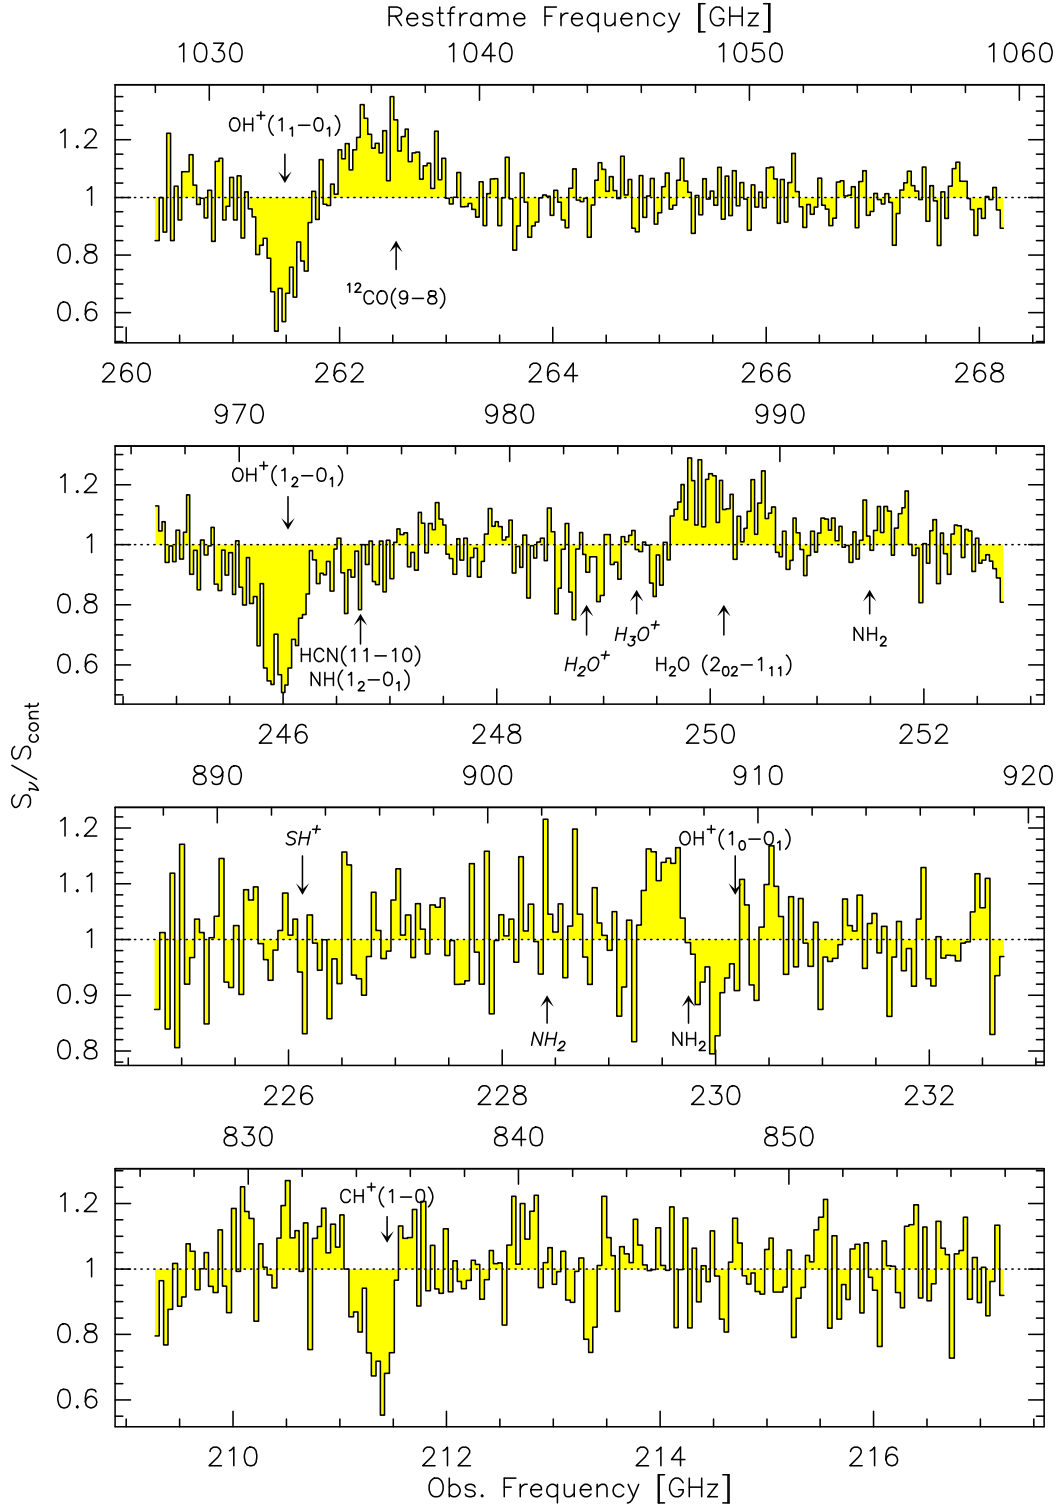 Restframe Frequency [GHz]
1030 1040 1050 1060
OH⁺(1₁−0₁)
1.2
1
0.8
¹²CO(9−8)
0.6
260 262 264 266 268
970 980 990
OH⁺(1₂−0₁)
1.2
1
0.8
HCN(11−10)
NH(1₂−0₁)
H₂O⁺
H₃O⁺
H₂O (2₀₂−1₁₁)
NH₂
0.6
246 248 250 252
Sν/Scont
890 900 910 920
1.2
SH⁺
OH⁺(1₀−0₁)
1.1
1
0.9
NH₂
NH₂
0.8
226 228 230 232
830 840 850
CH⁺(1−0)
1.2
1
0.8
0.6
210 212 214 216
Obs. Frequency [GHz]